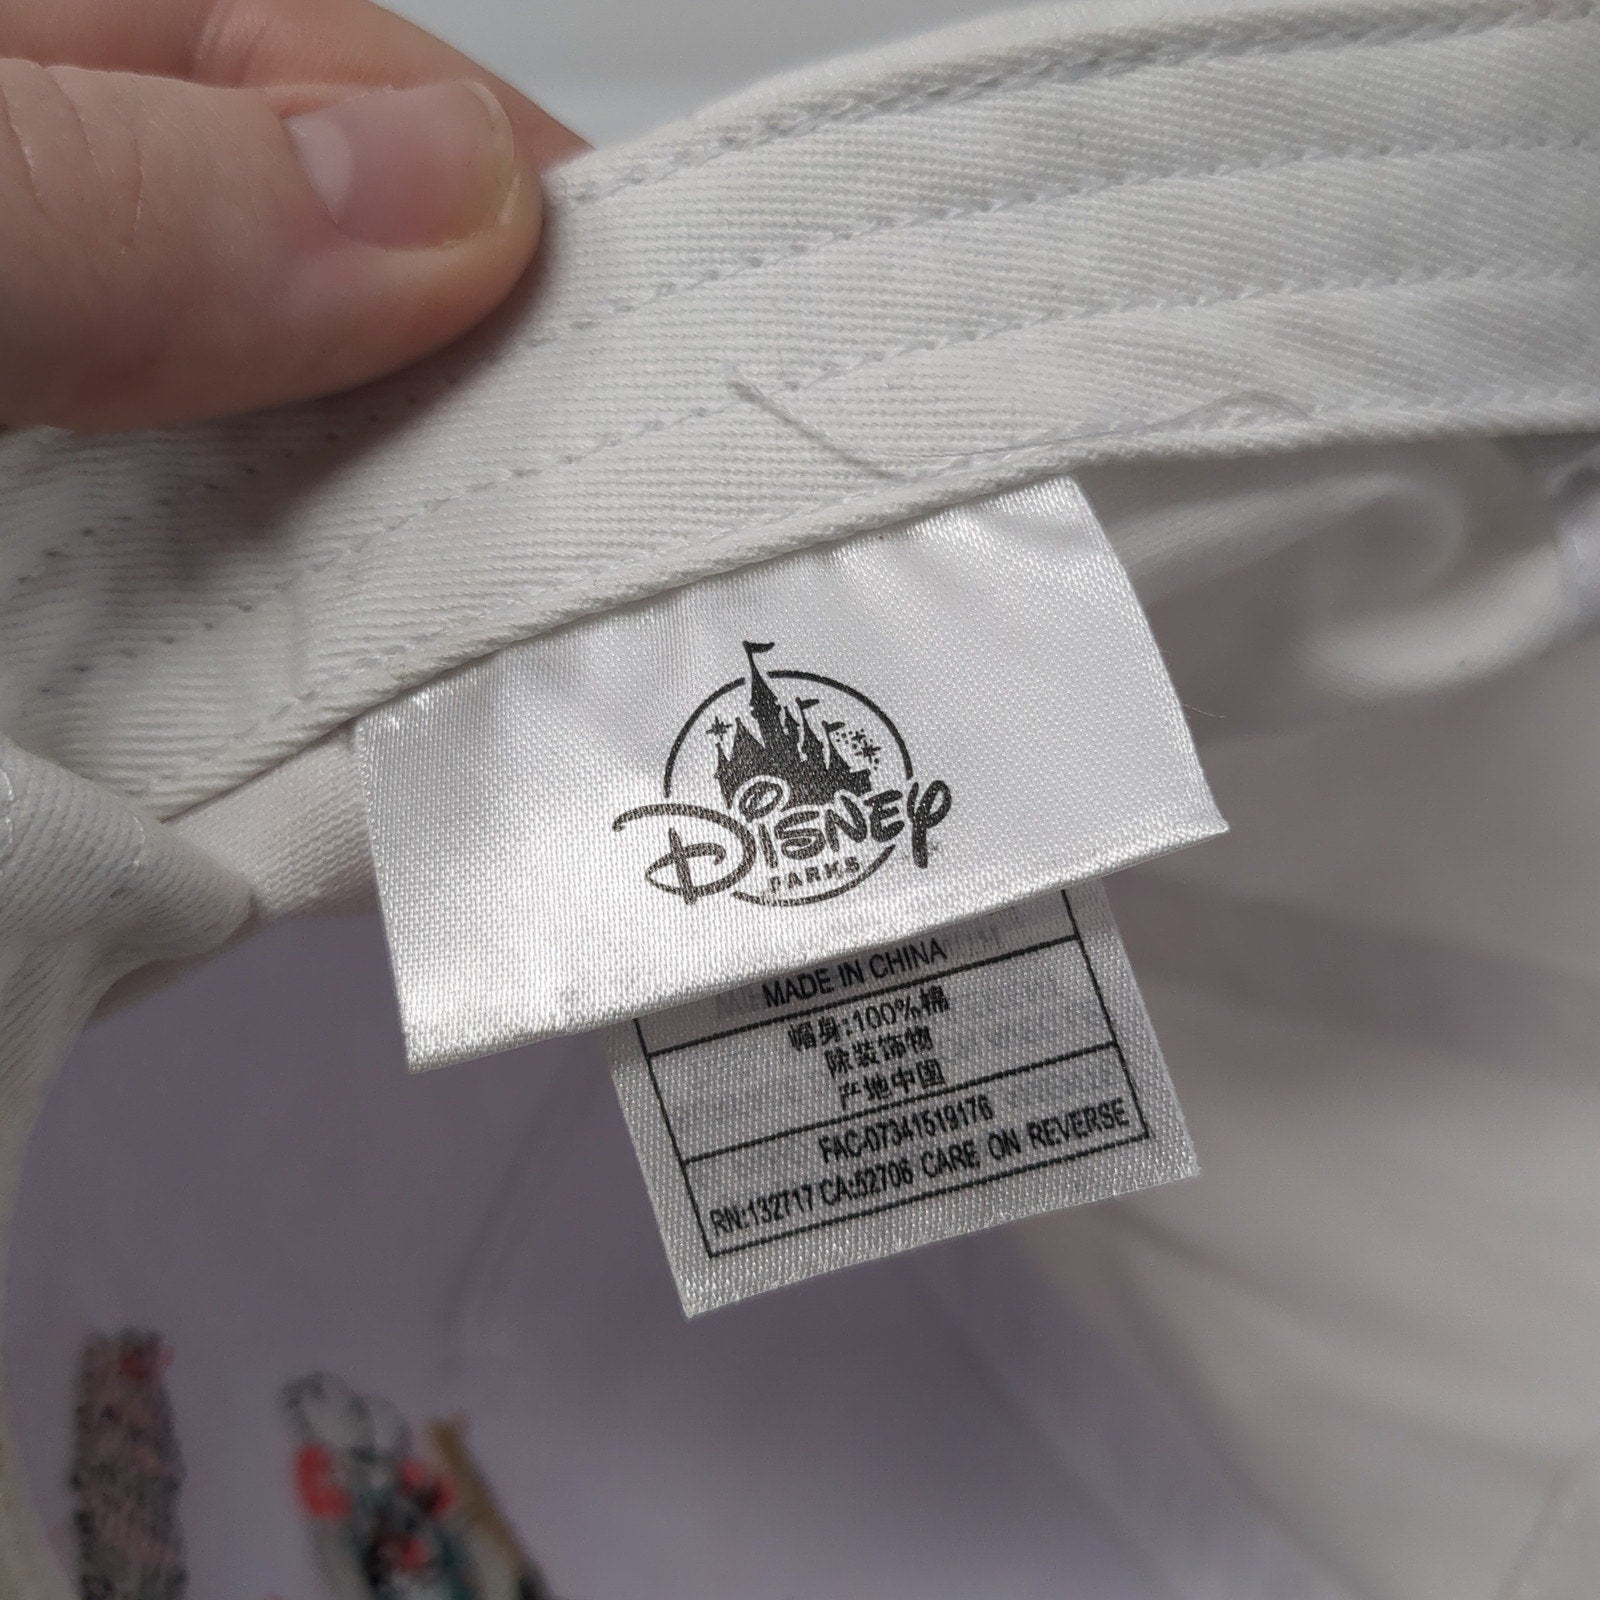 Disney
PARKS
MADE IN CHINA
帽身:100%棉
除装饰物
产地中国
FAC-07341519176
RN:132717 CA:52706 CARE ON REVERSE